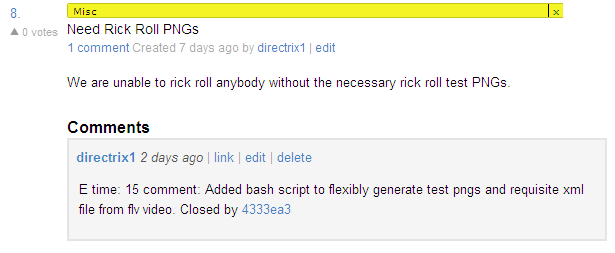 8.
Misc x
0 votes
Need Rick Roll PNGs
1 comment Created 7 days ago by directrix1 | edit
We are unable to rick roll anybody without the necessary rick roll test PNGs.
Comments
directrix1 2 days ago | link | edit | delete
E time: 15 comment: Added bash script to flexibly generate test pngs and requisite xml
file from flv video. Closed by 4333ea3